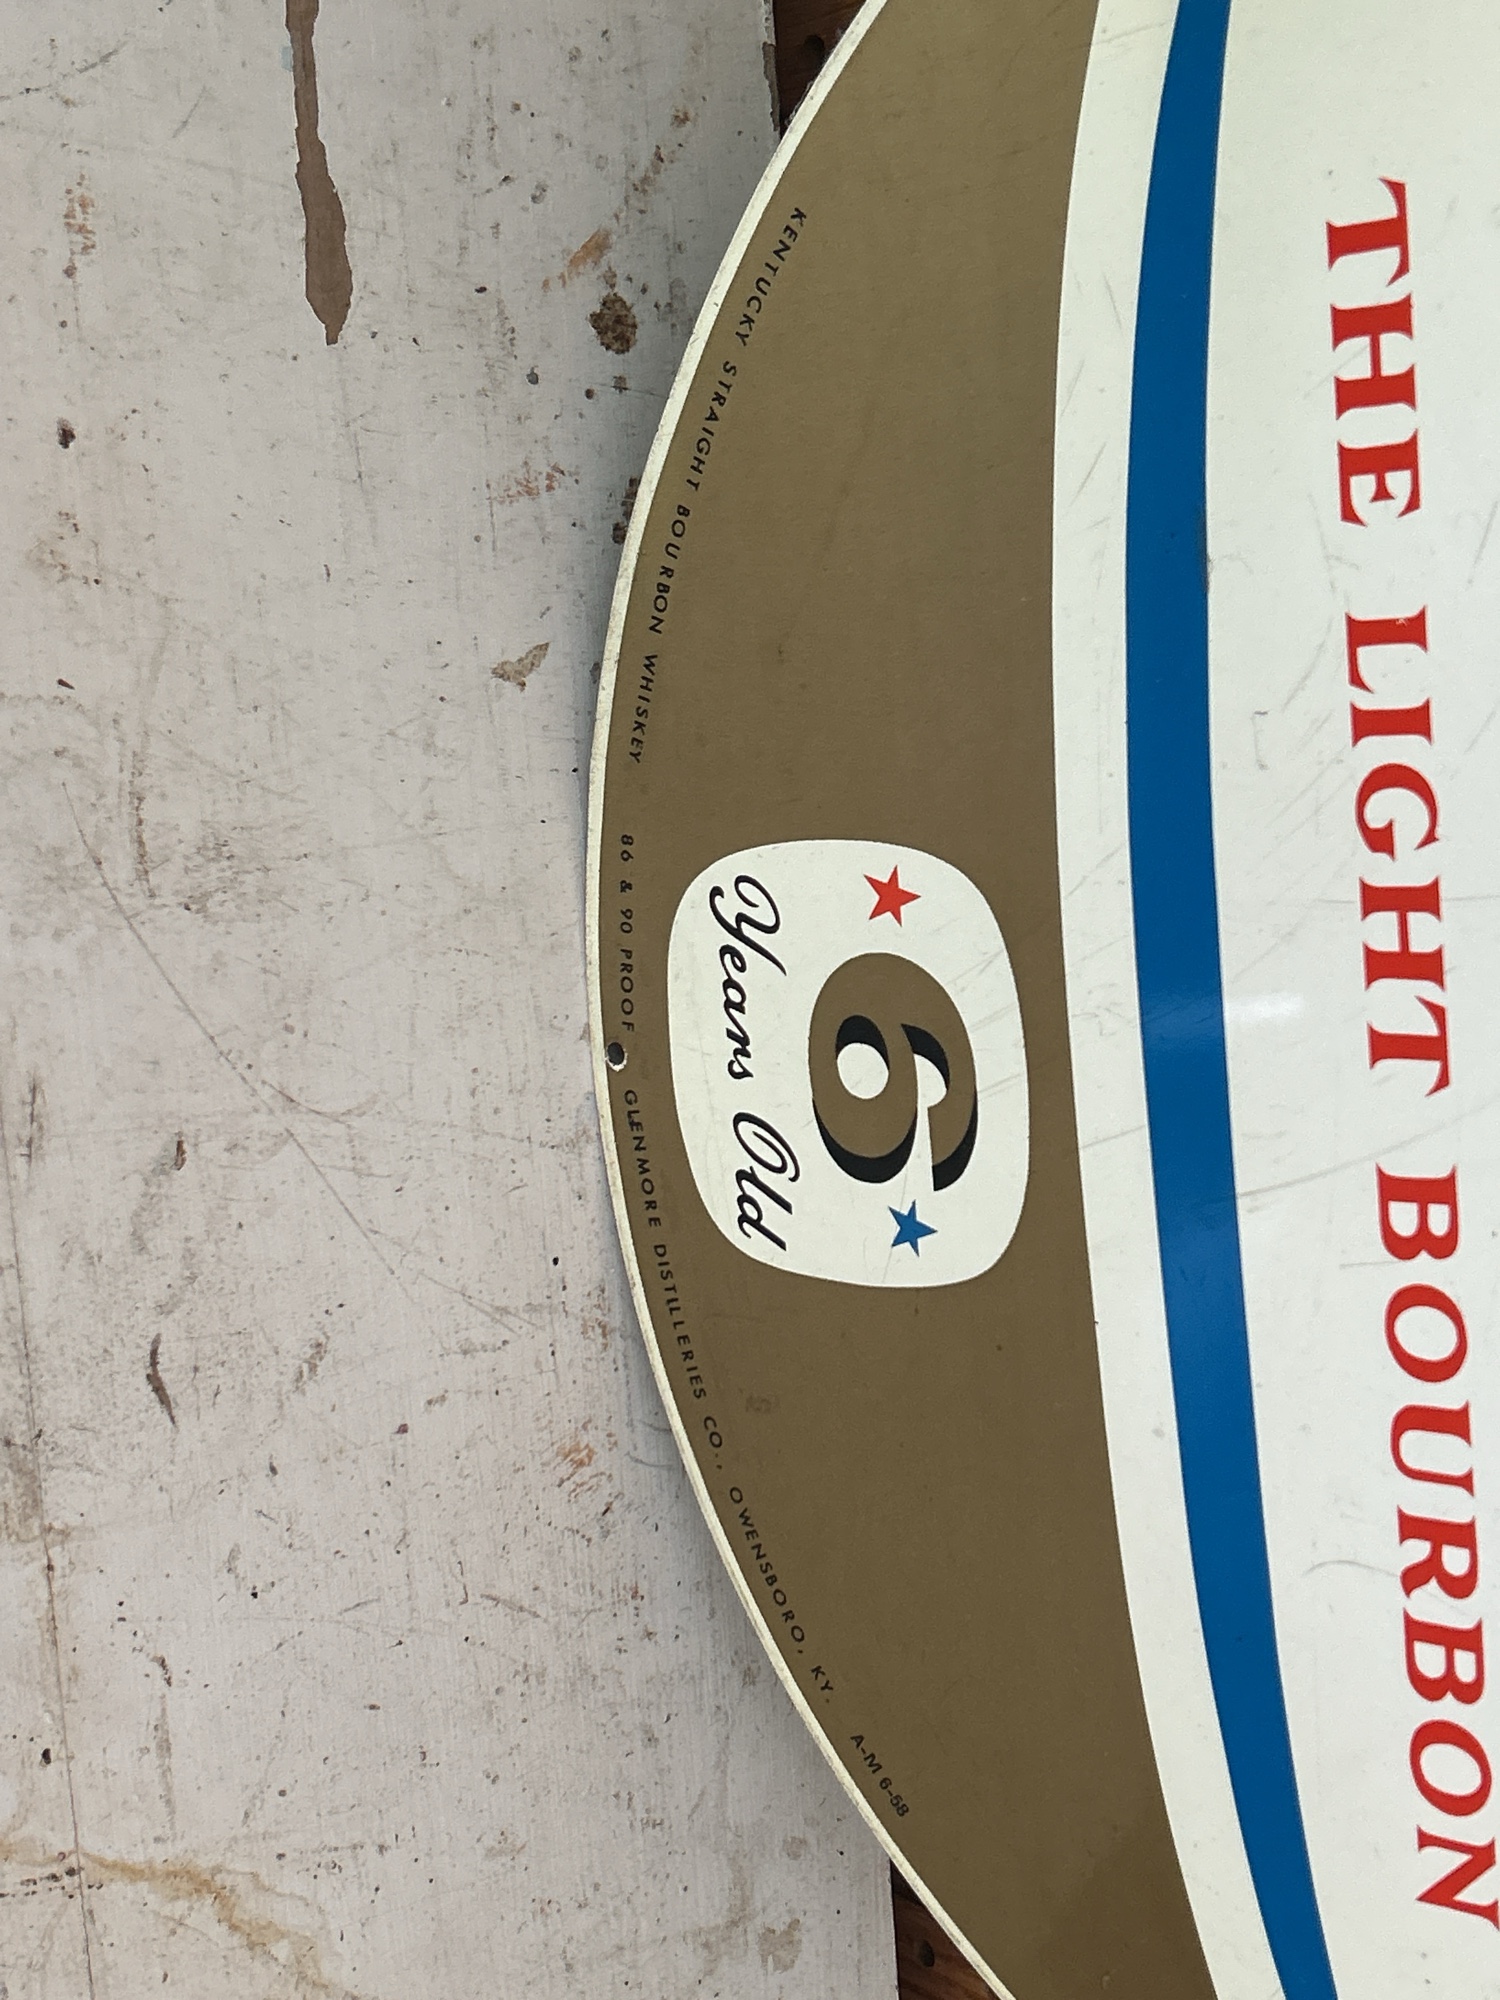 THE LIGHT BOURBON
6
Years Old
KENTUCKY STRAIGHT BOURBON WHISKEY 86 & 90 PROOF GLENMORE DISTILLERIES CO., OWENSBORO, KY. A-M 6-58